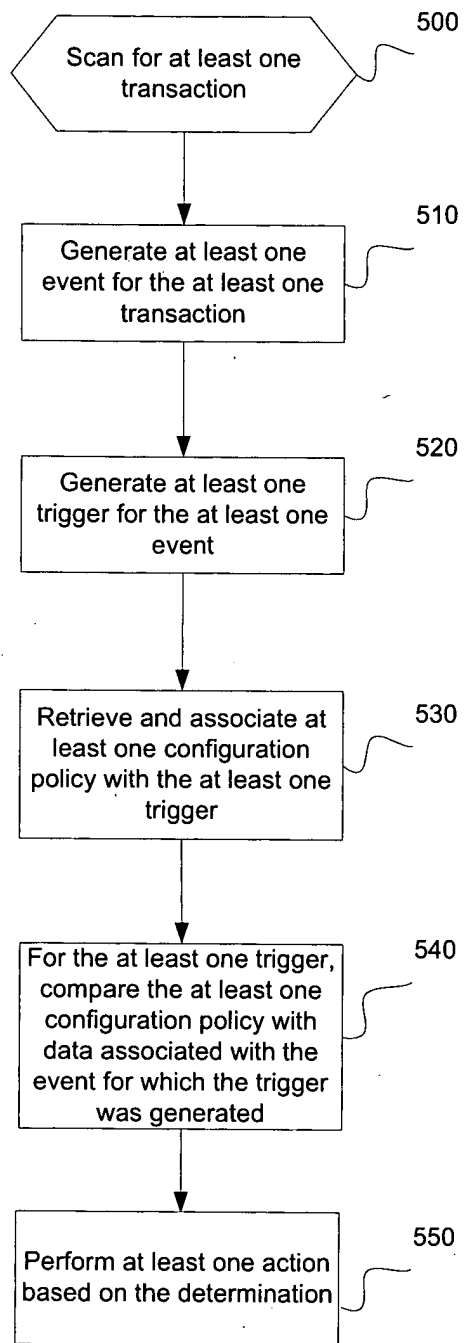 500
Scan for at least one
transaction
510
Generate at least one
event for the at least one
transaction
520
Generate at least one
trigger for the at least one
event
530
Retrieve and associate at
least one configuration
policy with the at least one
trigger
540
For the at least one trigger,
compare the at least one
configuration policy with
data associated with the
event for which the trigger
was generated
550
Perform at least one action
based on the determination